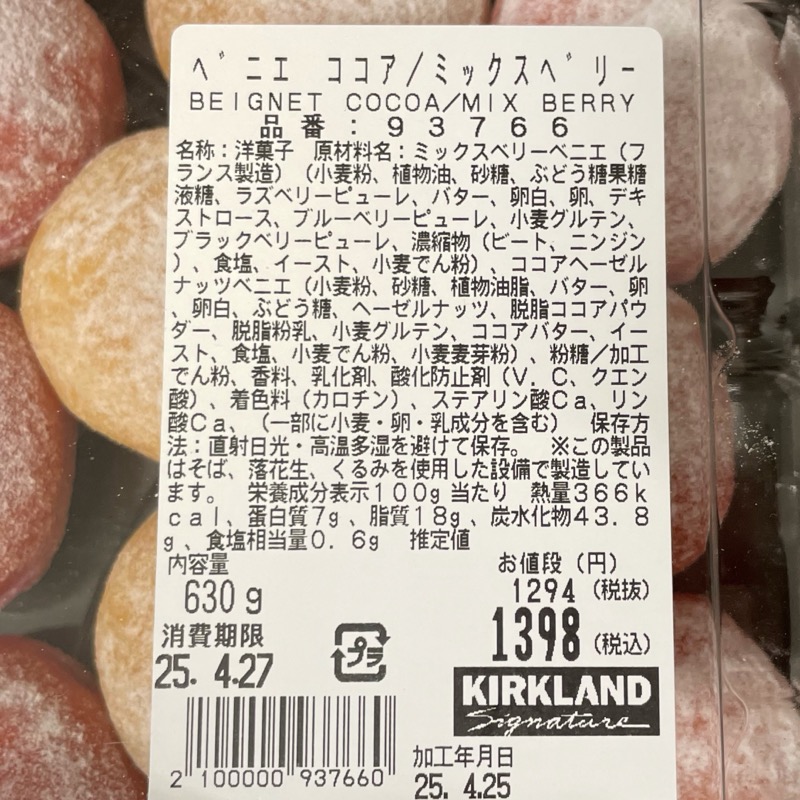 ベニエ ココア/ミックスベリー
BEIGNET COCOA/MIX BERRY
品番:93766
名称:洋菓子 原材料名:ミックスベリーベニエ(フ
ランス製造)(小麦粉、植物油、砂糖、ぶどう糖果糖
液糖、ラズベリーピューレ、バター、卵白、卵、デキ
ストロース、ブルーベリーピューレ、小麦グルテン、
ブラックベリーピューレ、濃縮物(ビート、ニンジン
)、食塩、イースト、小麦でん粉)、ココアヘーゼル
ナッツベニエ(小麦粉、砂糖、植物油脂、バター、卵
、卵白、ぶどう糖、ヘーゼルナッツ、脱脂ココアパウ
ダー、脱脂粉乳、小麦グルテン、ココアバター、イー
スト、食塩、小麦でん粉、小麦麦芽粉)、粉糖/加工
でん粉、香料、乳化剤、酸化防止剤(V.C、クエン
酸)、着色料(カロチン)、ステアリン酸Ca、リン
酸Ca、(一部に小麦・卵・乳成分を含む) 保存方
法:直射日光・高温多湿を避けて保存。 ※この製品
はそば、落花生、くるみを使用した設備で製造してい
ます。 栄養成分表示100g当たり 熱量366k
cal、蛋白質7g、脂質18g、炭水化物43.8
g、食塩相当量0.6g 推定値
内容量 お値段(円)
630g 1294(税抜)
消費期限 1398(税込)
25.4.27 プラ
KIRKLAND
Signature
加工年月日
2 100000 937660 25.4.25